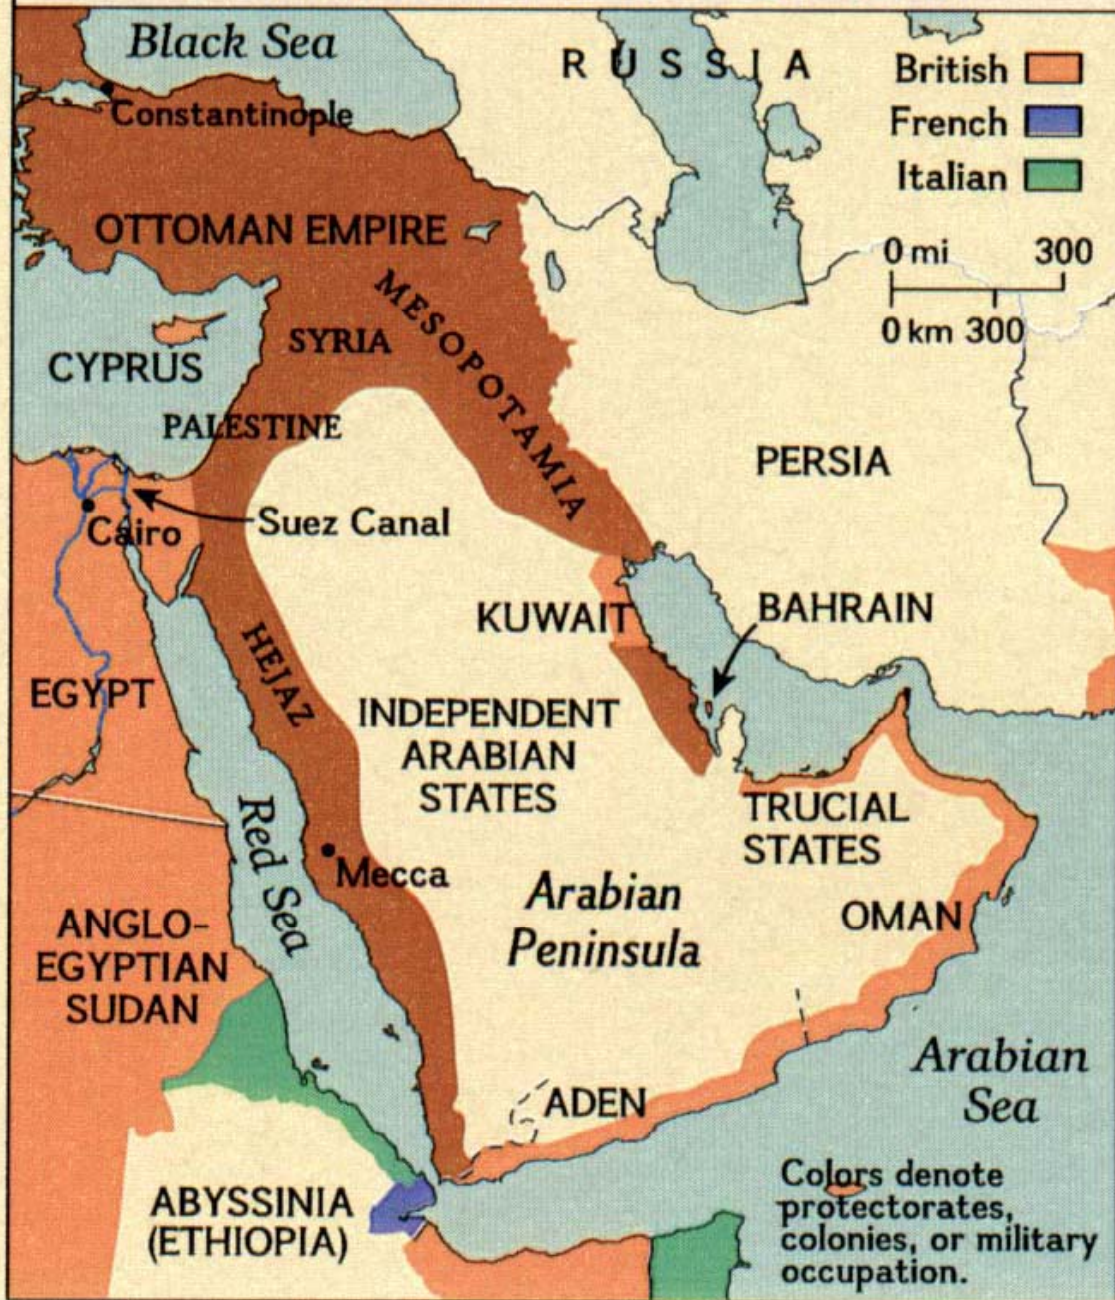 Black Sea
RUSSIA
British
French
Italian
Constantinople
0 mi 300
0 km 300
OTTOMAN EMPIRE
MESOPOTAMIA
SYRIA
CYPRUS
PALESTINE
PERSIA
Suez Canal
Cairo
KUWAIT
BAHRAIN
HEJAZ
EGYPT
INDEPENDENT
ARABIAN
STATES
TRUCIAL
STATES
Red Sea
Mecca
Arabian
Peninsula
OMAN
ANGLO-
EGYPTIAN
SUDAN
Arabian
Sea
ADEN
ABYSSINIA
(ETHIOPIA)
Colors denote
protectorates,
colonies, or military
occupation.